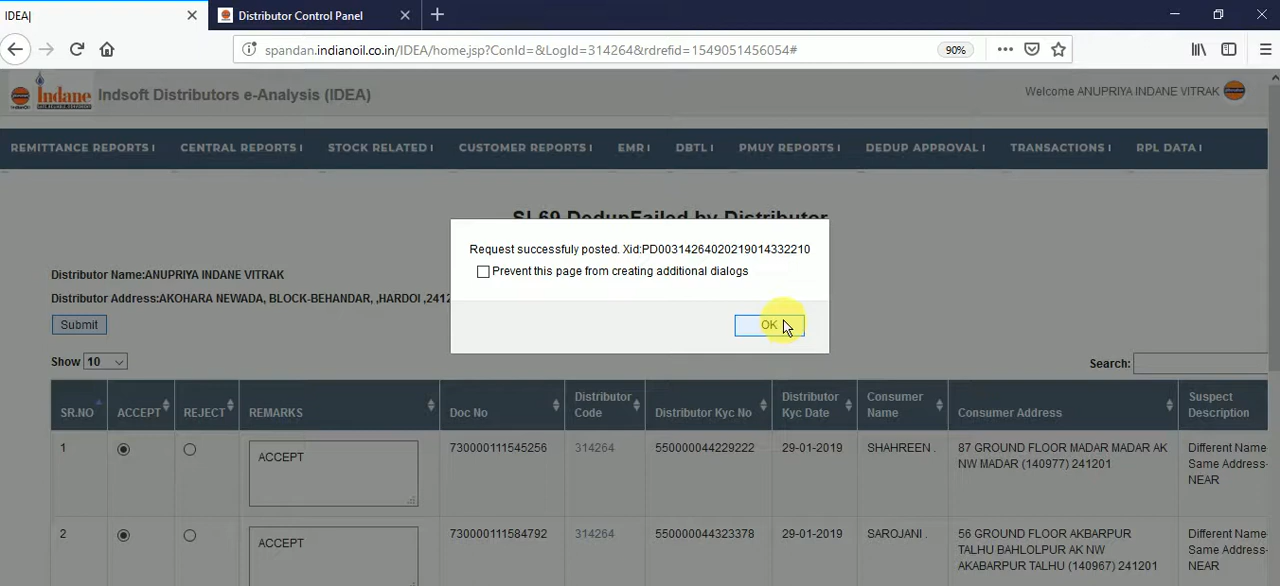 IDEA|
Distributor Control Panel
spandan.indianoil.co.in/IDEA/home.jsp?ConId=&LogId=314264&rdrefid=1549051456054#
90%
Indane
Indsoft Distributors e-Analysis (IDEA)
Welcome ANUPRIYA INDANE VITRAK
REMITTANCE REPORTS
CENTRAL REPORTS
STOCK RELATED
CUSTOMER REPORTS
EMR
DBTL
PMUY REPORTS
DEDUP APPROVAL
TRANSACTIONS
RPL DATA
SL69 DedupFailed by Distributor
Request successfuly posted. Xid:PD00314264020219014332210
Prevent this page from creating additional dialogs
OK
Distributor Name:ANUPRIYA INDANE VITRAK
Distributor Address:AKOHARA NEWADA, BLOCK-BEHANDAR, ,HARDOI ,2412
Submit
Show 10
Search:
SR.NO ACCEPT REJECT REMARKS Doc No Distributor Code Distributor Kyc No Distributor Kyc Date Consumer Name Consumer Address Suspect Description
1 ACCEPT 730000111545256 314264 550000044229222 29-01-2019 SHAHREEN . 87 GROUND FLOOR MADAR MADAR AK Different Name-
NW MADAR (140977) 241201 Same Address-
NEAR
2 ACCEPT 730000111584792 314264 550000044323378 29-01-2019 SAROJANI . 56 GROUND FLOOR AKBARPUR Different Name-
TALHU BAHLOLPUR AK NW Same Address-
AKABARPUR TALHU (140967) 241201 NEAR